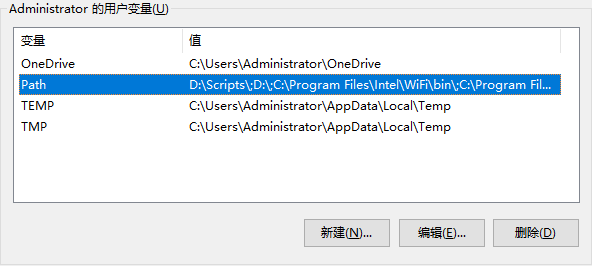 Administrator 的用户变量(U)
变量 值
OneDrive C:\Users\Administrator\OneDrive
Path D:\Scripts\;D:\;C:\Program Files\Intel\WiFi\bin\;C:\Program Fil...
TEMP C:\Users\Administrator\AppData\Local\Temp
TMP C:\Users\Administrator\AppData\Local\Temp
新建(N)... 编辑(E)... 删除(D)